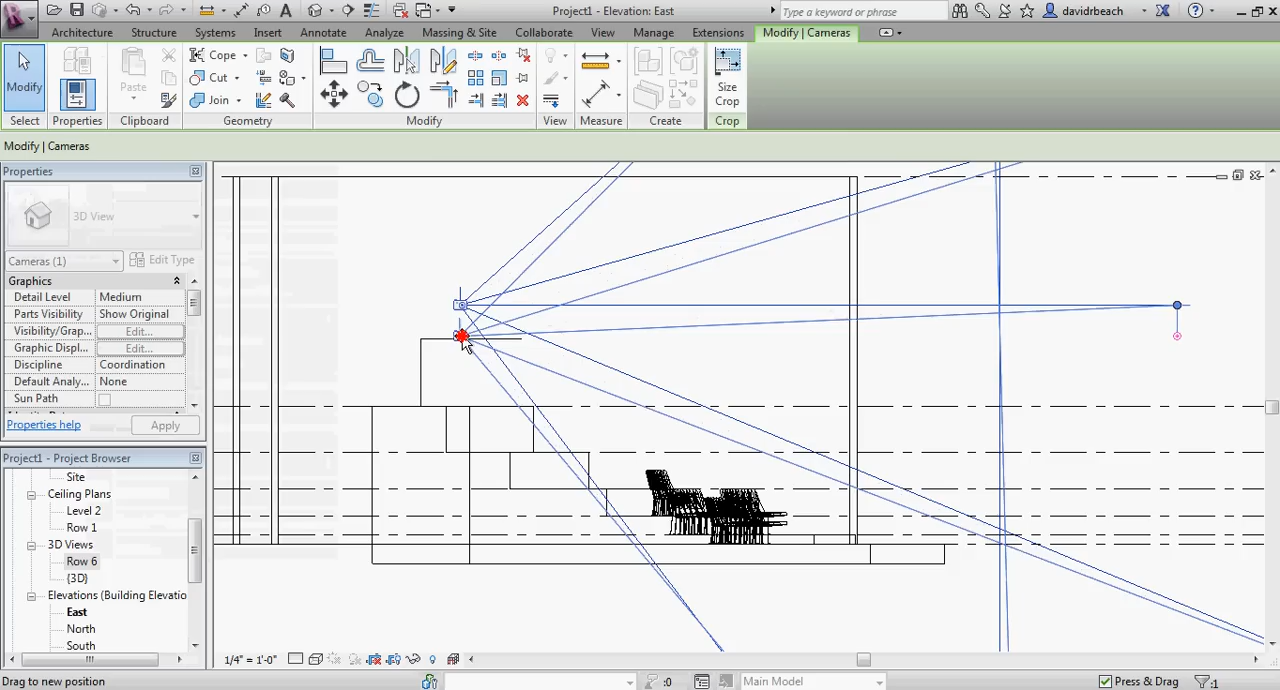 Project1 - Elevation: East
Type a keyword or phrase
davidrbeach
Architecture Structure Systems Insert Annotate Analyze Massing & Site Collaborate View Manage Extensions Modify | Cameras
Modify
Paste
Cope
Cut
Join
Size
Crop
Select Properties Clipboard Geometry Modify View Measure Create Crop
Modify | Cameras
Properties
3D View
Cameras (1) Edit Type
Graphics
Detail Level Medium
Parts Visibility Show Original
Visibility/Grap... Edit...
Graphic Displ... Edit...
Discipline Coordination
Default Analy... None
Sun Path
Properties help Apply
Project1 - Project Browser
Site
Ceiling Plans
Level 2
Row 1
3D Views
Row 6
{3D}
Elevations (Building Elevatio
East
North
South
1/4" = 1'-0"
Drag to new position
:0
Main Model
Press & Drag
:1